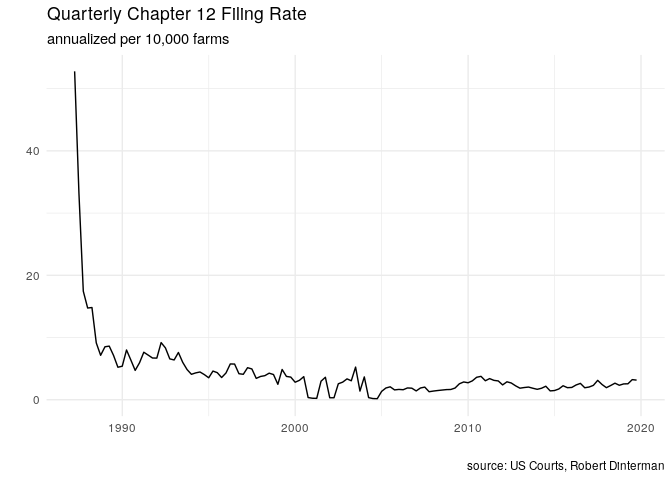 Quarterly Chapter 12 Filing Rate
annualized per 10,000 farms
40
20
0
1990
2000
2010
2020
source: US Courts, Robert Dinterman